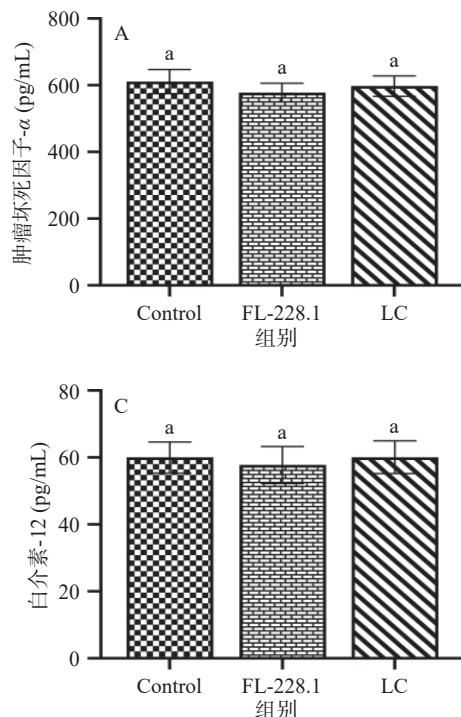 800
A
a
a
a
600
400
200
0
肿瘤坏死因子-α (pg/mL)
Control
FL-228.1
LC
组别
80
C
a
a
a
60
40
20
0
白介素-12 (pg/mL)
Control
FL-228.1
LC
组别